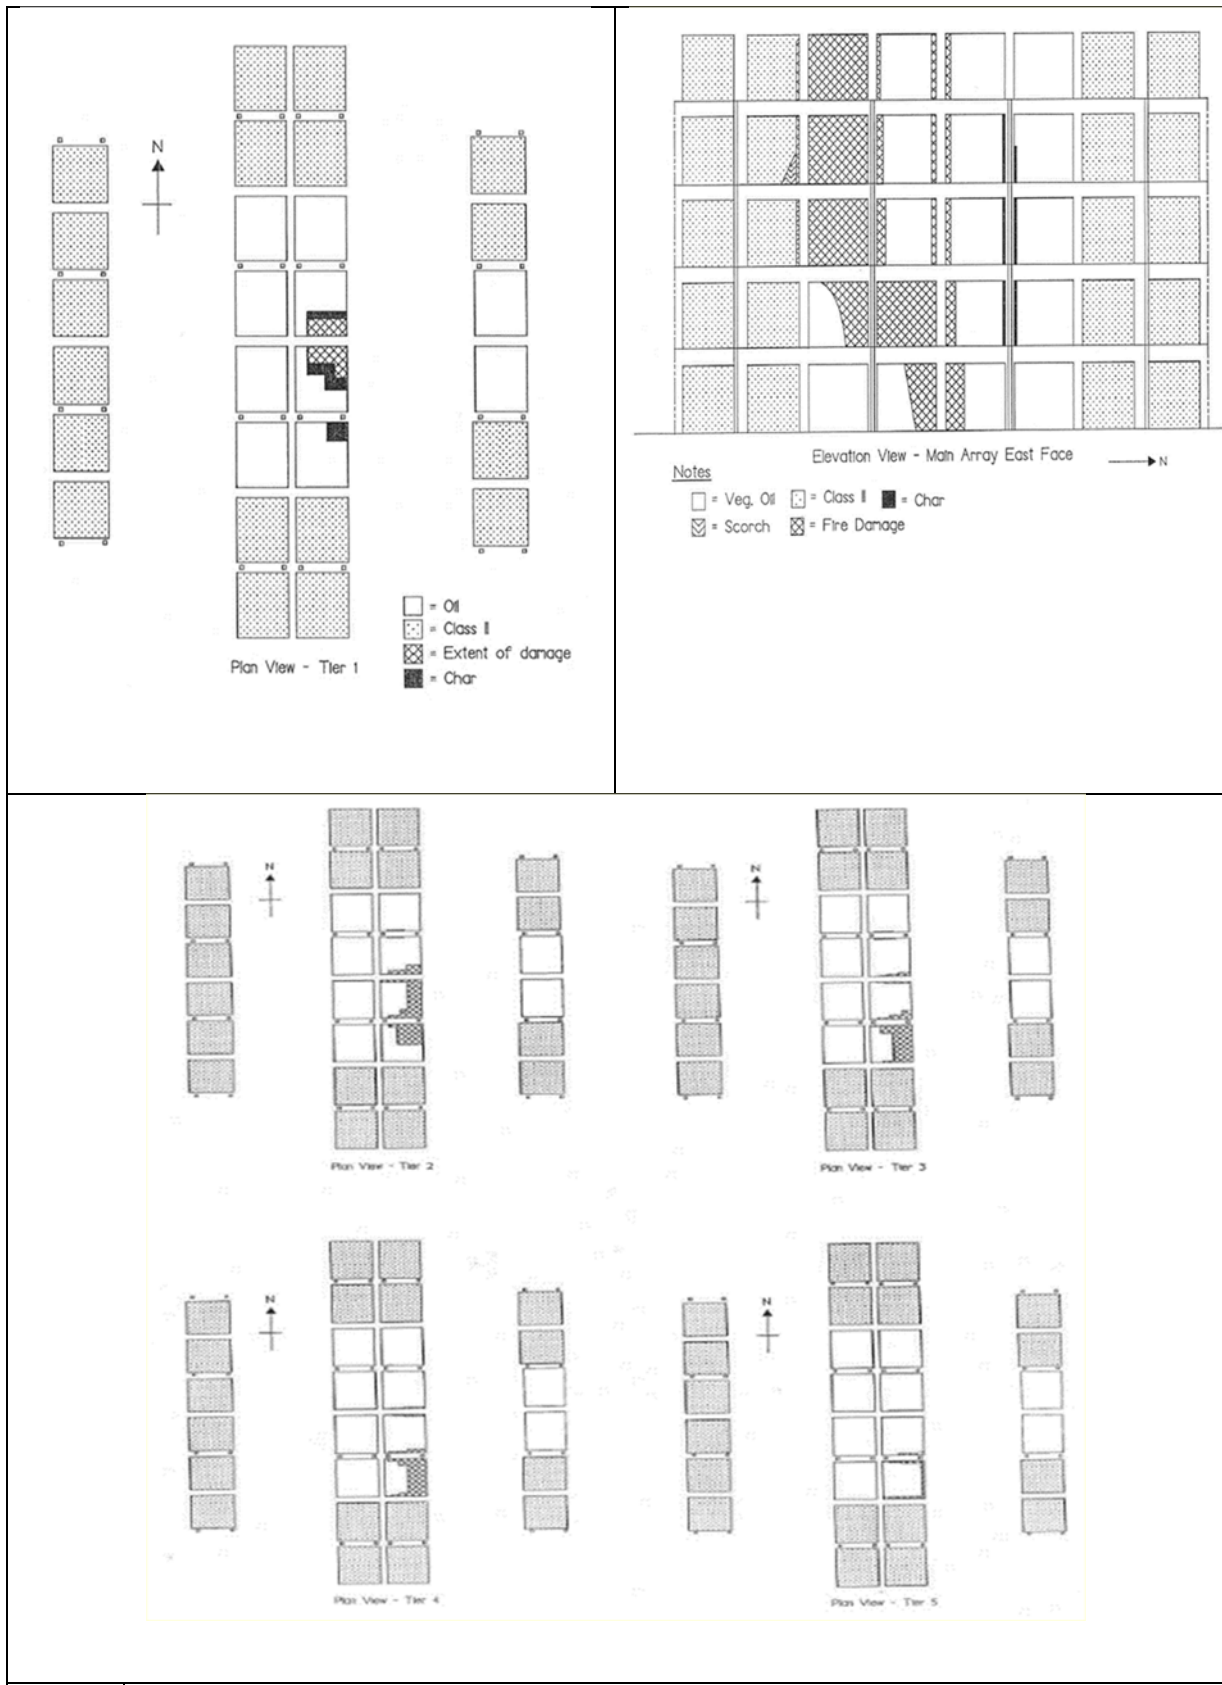 N
= Oil
= Class II
= Extent of damage
= Char
Plan View - Tier 1
Elevation View - Main Array East Face
N
Notes
= Veg. Oil
= Class II
= Char
= Scorch
= Fire Damage
N
N
Plan View - Tier 2
Plan View - Tier 3
N
N
Plan View - Tier 4
Plan View - Tier 5